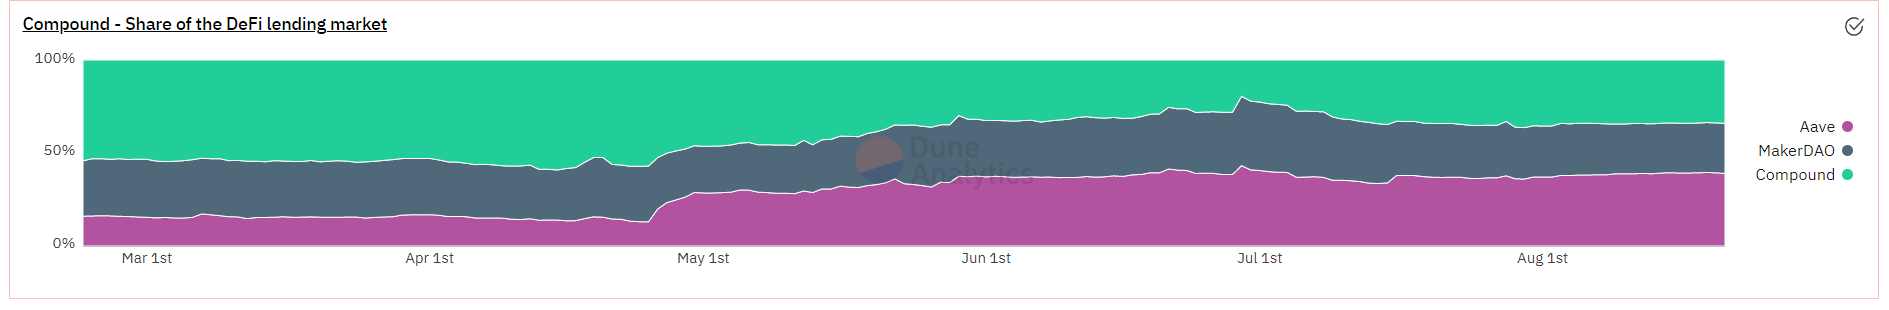 Compound - Share of the DeFi lending market
100%
50%
0%
Dune
Analytics
Mar 1st
Apr 1st
May 1st
Jun 1st
Jul 1st
Aug 1st
Aave
MakerDAO
Compound